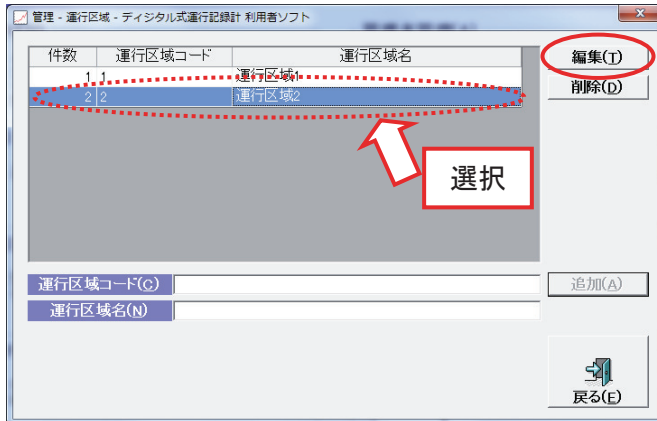 管理 - 運行区域 - ディジタル式運行記録計 利用者ソフト
件数 運行区域コード 運行区域名
1 1 運行区域1
2 2 運行区域2
編集(T)
削除(D)
選択
運行区域コード(C)
追加(A)
運行区域名(N)
戻る(E)